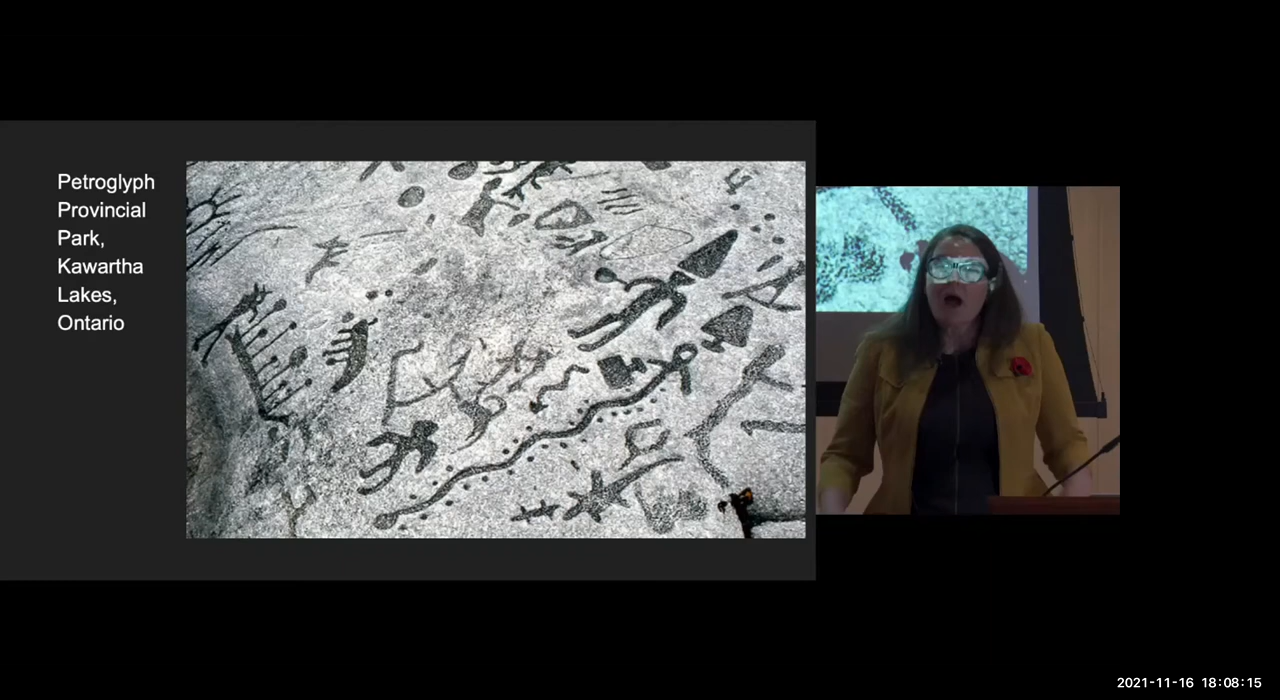 Petroglyph
Provincial
Park,
Kawartha
Lakes,
Ontario
2021-11-16 18:08:15